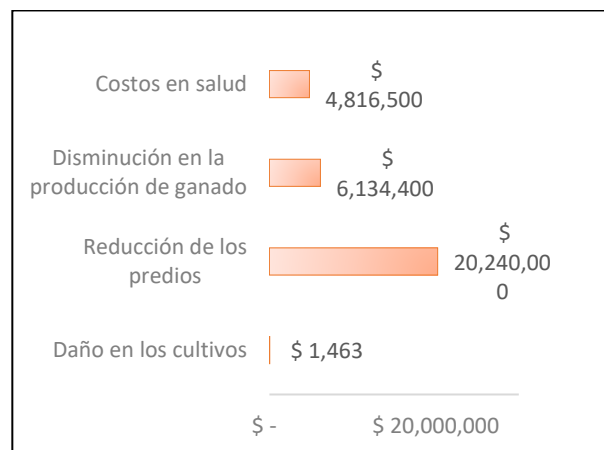 Costos en salud
$
4,816,500
Disminución en la
producción de ganado
$
6,134,400
Reducción de los
predios
$
20,240,00
0
Daño en los cultivos
$ 1,463
$ -
$ 20,000,000